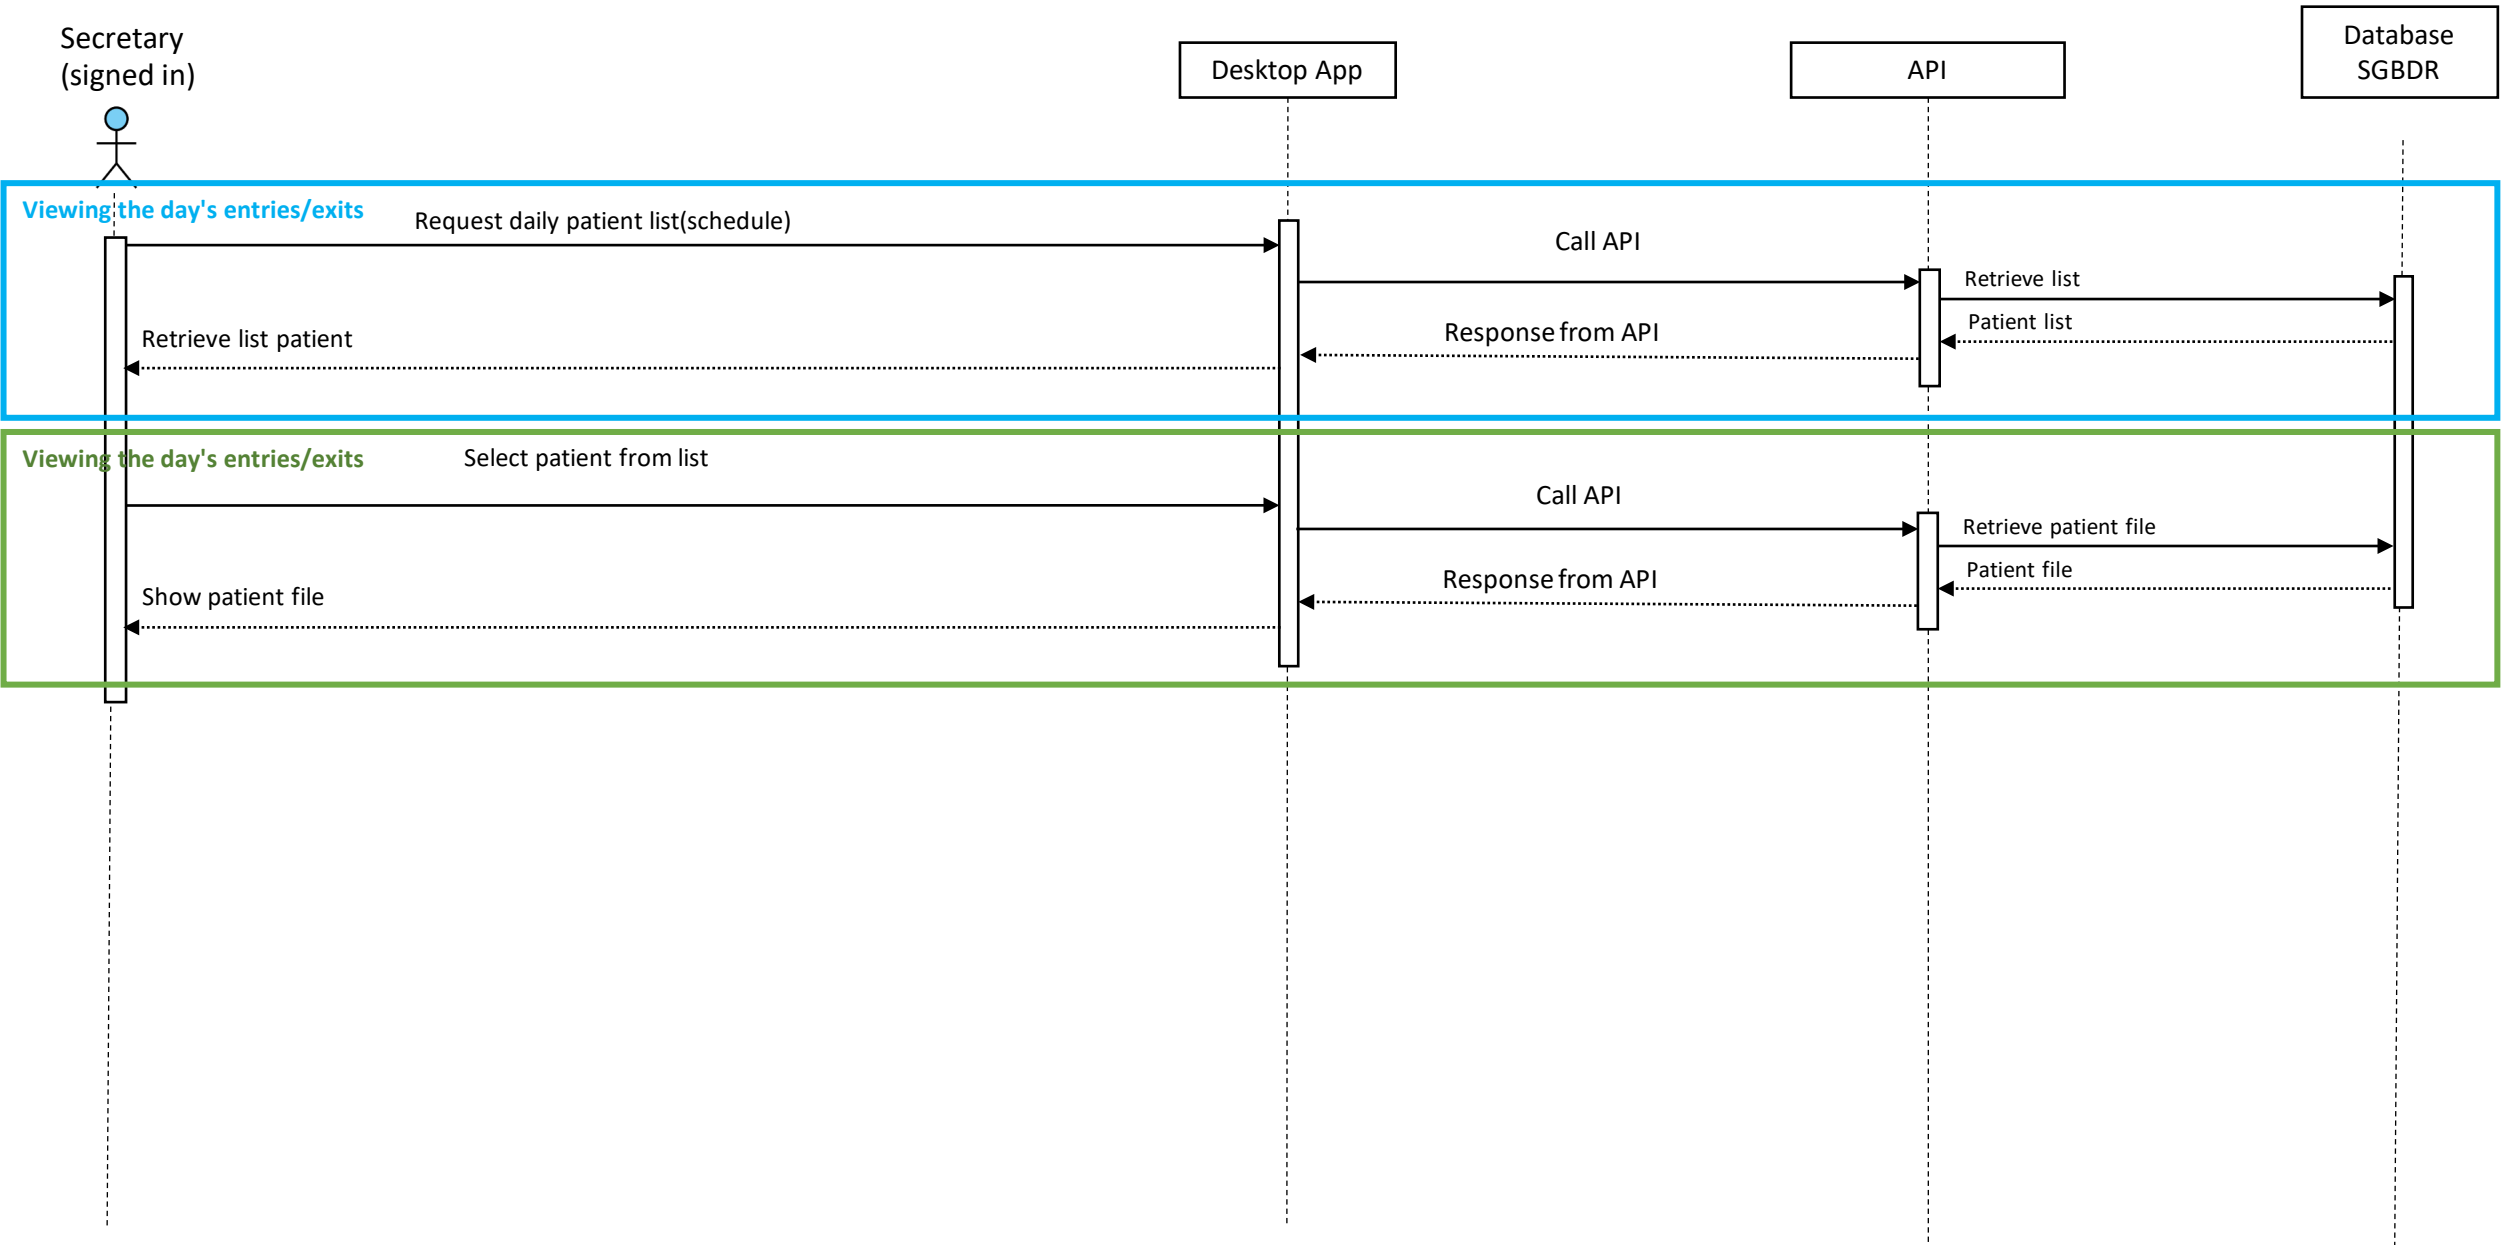 Secretary
(signed in)
Desktop App
API
Database
SGBDR
Viewing the day's entries/exits
Request daily patient list(schedule)
Call API
Retrieve list
Patient list
Response from API
Retrieve list patient
Viewing the day's entries/exits
Select patient from list
Call API
Retrieve patient file
Patient file
Response from API
Show patient file